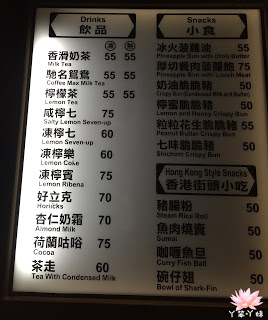 Drinks
飲品
凍 熱
香滑奶茶 55 55
Milk Tea
馳名鴛鴦 55 55
Coffee Max Milk Tea
檸檬茶 55 55
Lemon Tea
咸檸七 75
Salty Lemon Seven-up
凍檸七 60
Lemon Seven-up
凍檸樂 60
Lemon Coke
凍檸賓 75
Lemon Ribena
好立克 70
Horlicks
杏仁奶霜 70
Almond Milk
荷蘭咕咕 75
Cocoa
茶走 60
Tea With Condensed Milk
Snacks
小食
冰火菠蘿油 55
Pineapple Bun with (Hot) Butter
厚切餐肉菠蘿飽 75
Pineapple Bun with Lunch Meat
奶油脆脆豬 50
Crispy Bun (Condensed Milk and Butter)
檸蜜脆脆豬 50
Lemon and Honey Crispy Bun
粒粒花生脆脆豬 55
Peanut Butter Crispy Bun
七味脆脆豬 50
Shichimi Crispy Bun
Hong Kong Style Snacks
香港街頭小吃
豬腸粉 50
Steam Rice Roll
魚肉燒賣 50
Sumai
咖喱魚旦 50
Curry Fish Ball
碗仔翅 50
Bowl of Shark-Fin